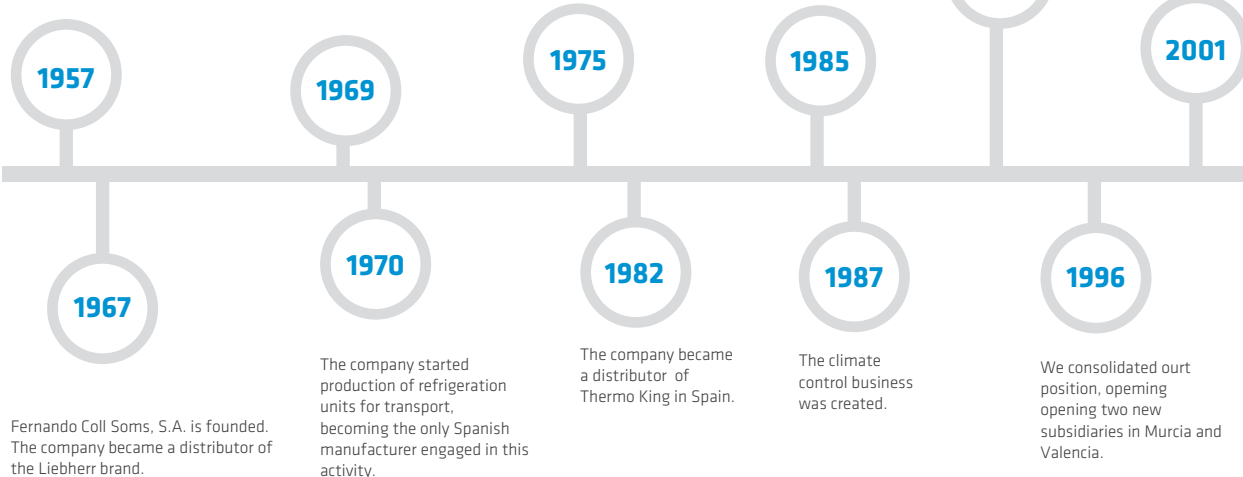 1957
1969
1975
1985
2001
1967
1970
1982
1987
1996
Fernando Coll Soms, S.A. is founded.
The company became a distributor of
the Liebherr brand.
The company started
production of refrigeration
units for transport,
becoming the only Spanish
manufacturer engaged in this
activity.
The company became
a distributor of
Thermo King in Spain.
The climate
control business
was created.
We consolidated ourt
position, opeming
opening two new
subsidiaries in Murcia and
Valencia.